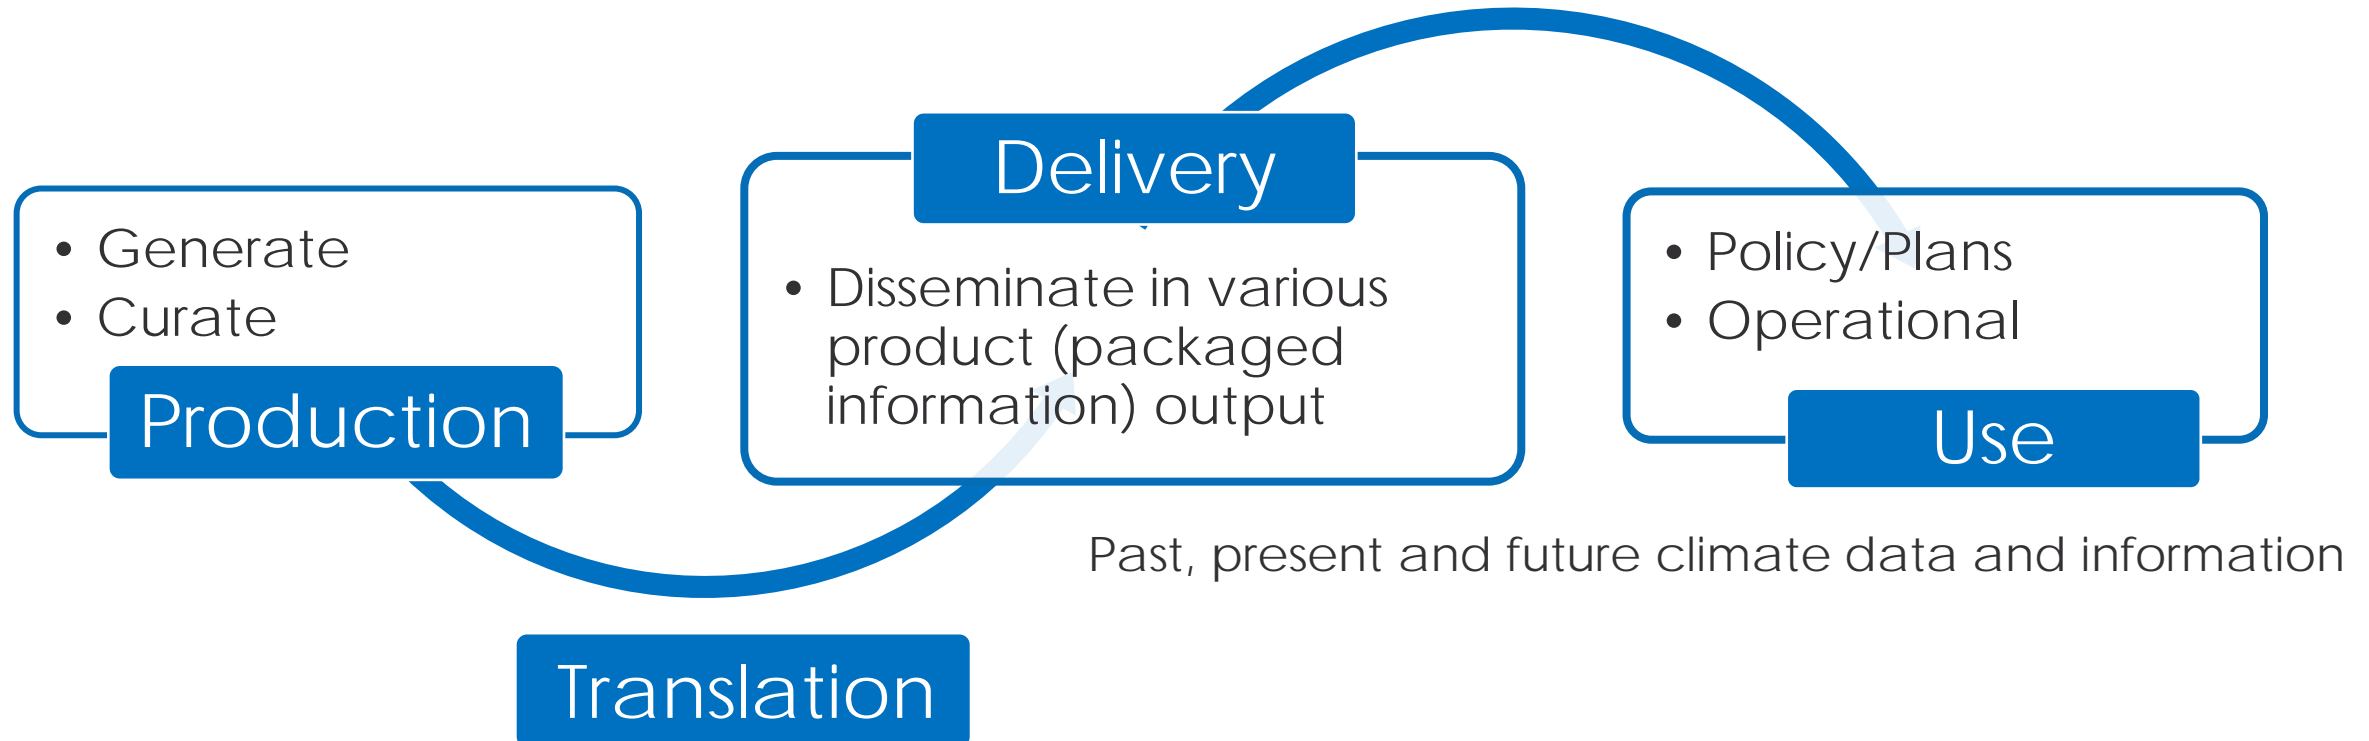 • Generate
• Curate
Production
Translation
Delivery
• Disseminate in various
product (packaged
information) output
• Policy/Plans
• Operational
Use
Past, present and future climate data and information